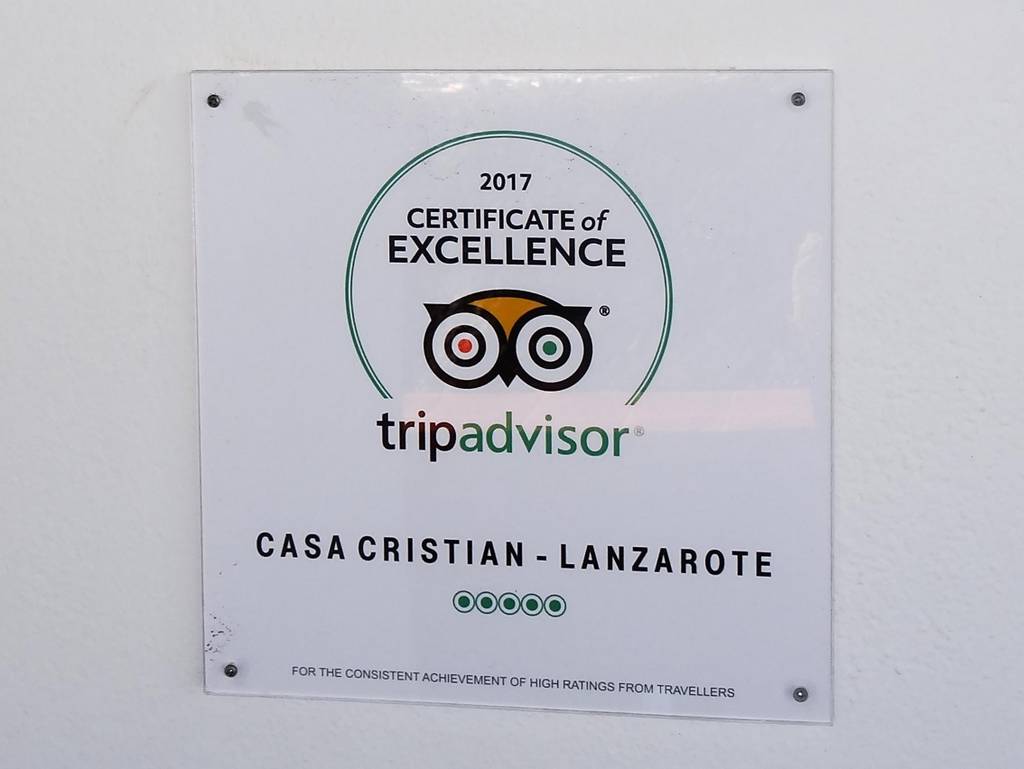 2017
CERTIFICATE of
EXCELLENCE
®
tripadvisor®
CASA CRISTIAN - LANZAROTE
FOR THE CONSISTENT ACHIEVEMENT OF HIGH RATINGS FROM TRAVELLERS